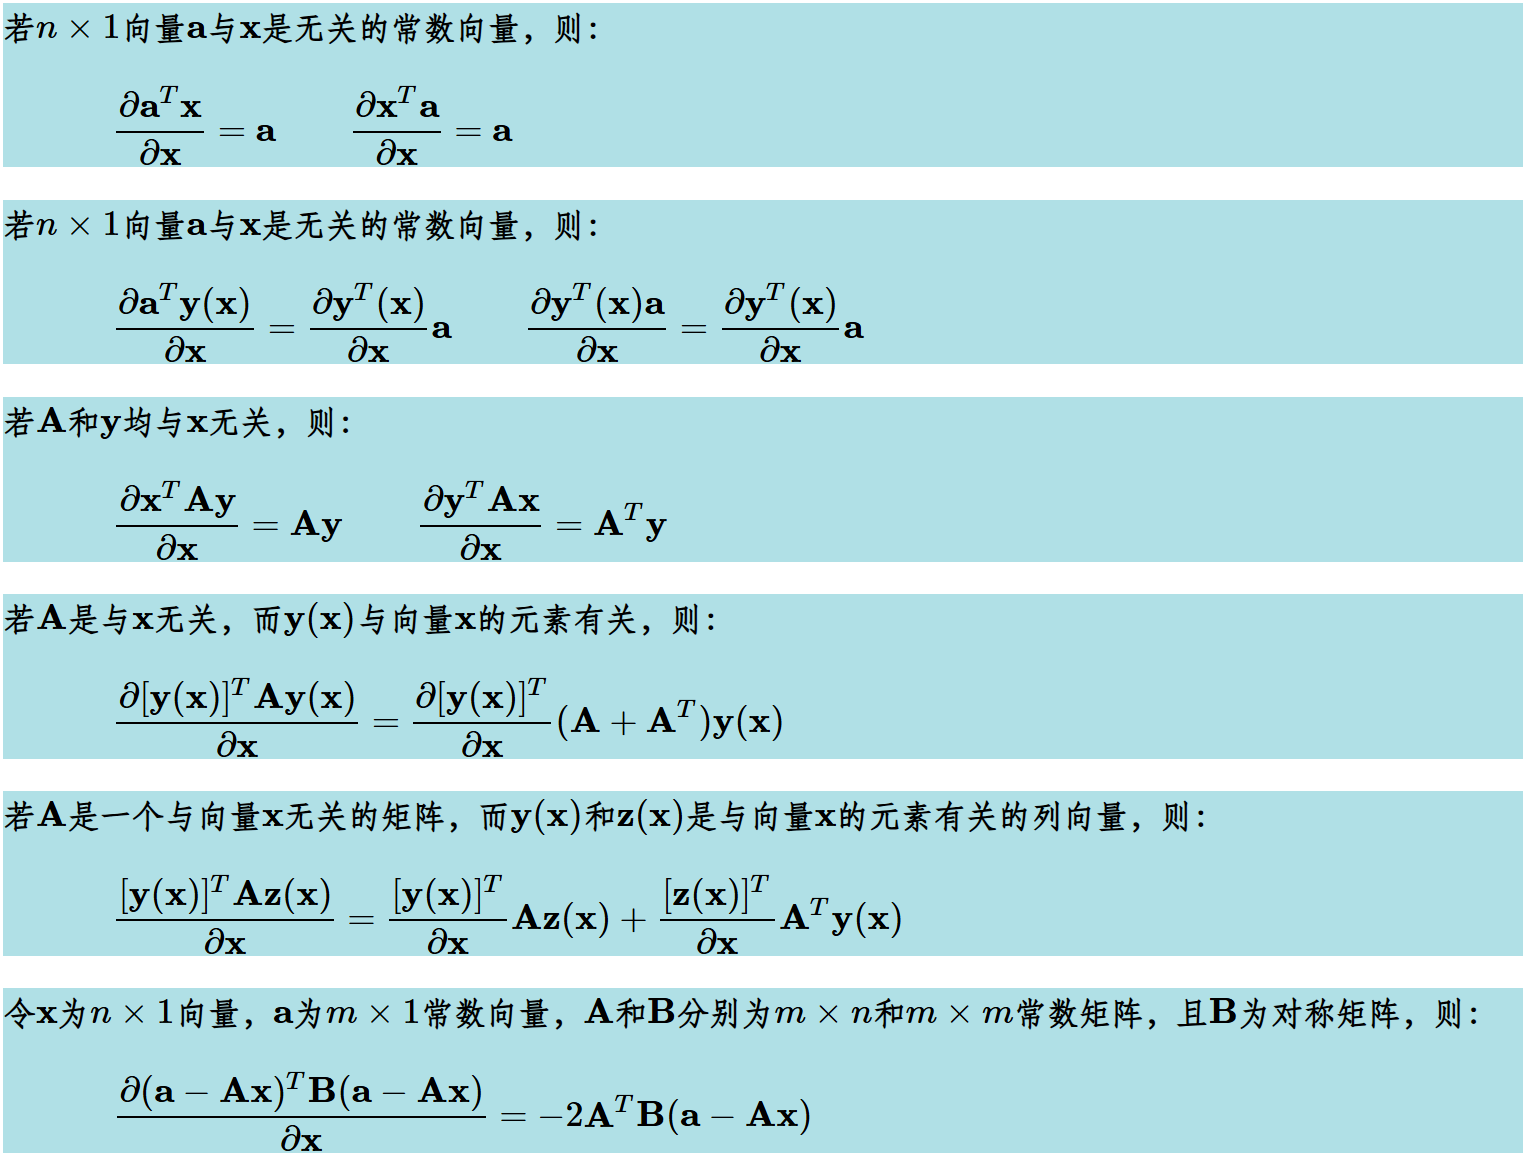 若$n \times 1$向量$\mathbf{a}$与$\mathbf{x}$是无关的常数向量，则：
$\frac{\partial \mathbf{a}^T \mathbf{x}}{\partial \mathbf{x}} = \mathbf{a} \qquad \frac{\partial \mathbf{x}^T \mathbf{a}}{\partial \mathbf{x}} = \mathbf{a}$
若$n \times 1$向量$\mathbf{a}$与$\mathbf{x}$是无关的常数向量，则：
$\frac{\partial \mathbf{a}^T \mathbf{y}(\mathbf{x})}{\partial \mathbf{x}} = \frac{\partial \mathbf{y}^T(\mathbf{x})}{\partial \mathbf{x}} \mathbf{a} \qquad \frac{\partial \mathbf{y}^T(\mathbf{x}) \mathbf{a}}{\partial \mathbf{x}} = \frac{\partial \mathbf{y}^T(\mathbf{x})}{\partial \mathbf{x}} \mathbf{a}$
若$\mathbf{A}$和$\mathbf{y}$均与$\mathbf{x}$无关，则：
$\frac{\partial \mathbf{x}^T \mathbf{A} \mathbf{y}}{\partial \mathbf{x}} = \mathbf{A} \mathbf{y} \qquad \frac{\partial \mathbf{y}^T \mathbf{A} \mathbf{x}}{\partial \mathbf{x}} = \mathbf{A}^T \mathbf{y}$
若$\mathbf{A}$是与$\mathbf{x}$无关，而$\mathbf{y}(\mathbf{x})$与向量$\mathbf{x}$的元素有关，则：
$\frac{\partial [\mathbf{y}(\mathbf{x})]^T \mathbf{A} \mathbf{y}(\mathbf{x})}{\partial \mathbf{x}} = \frac{\partial [\mathbf{y}(\mathbf{x})]^T}{\partial \mathbf{x}} (\mathbf{A} + \mathbf{A}^T) \mathbf{y}(\mathbf{x})$
若$\mathbf{A}$是一个与向量$\mathbf{x}$无关的矩阵，而$\mathbf{y}(\mathbf{x})$和$\mathbf{z}(\mathbf{x})$是与向量$\mathbf{x}$的元素有关的列向量，则：
$\frac{[\mathbf{y}(\mathbf{x})]^T \mathbf{A} \mathbf{z}(\mathbf{x})}{\partial \mathbf{x}} = \frac{[\mathbf{y}(\mathbf{x})]^T}{\partial \mathbf{x}} \mathbf{A} \mathbf{z}(\mathbf{x}) + \frac{[\mathbf{z}(\mathbf{x})]^T}{\partial \mathbf{x}} \mathbf{A}^T \mathbf{y}(\mathbf{x})$
令$\mathbf{x}$为$n \times 1$向量，$\mathbf{a}$为$m \times 1$常数向量，$\mathbf{A}$和$\mathbf{B}$分别为$m \times n$和$m \times m$常数矩阵，且$\mathbf{B}$为对称矩阵，则：
$\frac{\partial (\mathbf{a} - \mathbf{A}\mathbf{x})^T \mathbf{B} (\mathbf{a} - \mathbf{A}\mathbf{x})}{\partial \mathbf{x}} = -2\mathbf{A}^T \mathbf{B} (\mathbf{a} - \mathbf{A}\mathbf{x})$